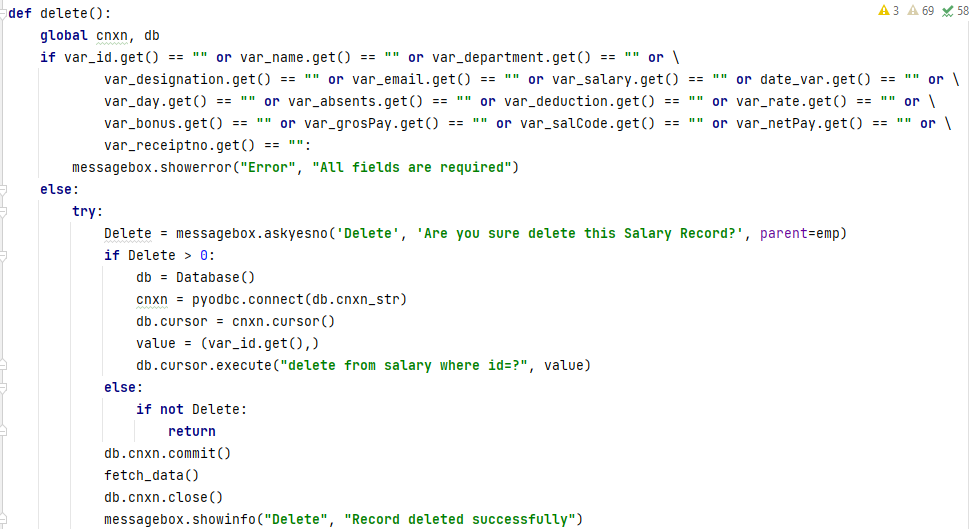 def delete():
3 69 58
global cnxn, db
if var_id.get() == "" or var_name.get() == "" or var_department.get() == "" or \
var_designation.get() == "" or var_email.get() == "" or var_salary.get() == "" or date_var.get() == "" or \
var_day.get() == "" or var_absents.get() == "" or var_deduction.get() == "" or var_rate.get() == "" or \
var_bonus.get() == "" or var_grosPay.get() == "" or var_salCode.get() == "" or var_netPay.get() == "" or \
var_receiptno.get() == "":
messagebox.showerror("Error", "All fields are required")
else:
try:
Delete = messagebox.askyesno('Delete', 'Are you sure delete this Salary Record?', parent=emp)
if Delete > 0:
db = Database()
cnxn = pyodbc.connect(db.cnxn_str)
db.cursor = cnxn.cursor()
value = (var_id.get(),)
db.cursor.execute("delete from salary where id=?", value)
else:
if not Delete:
return
db.cnxn.commit()
fetch_data()
db.cnxn.close()
messagebox.showinfo("Delete", "Record deleted successfully")